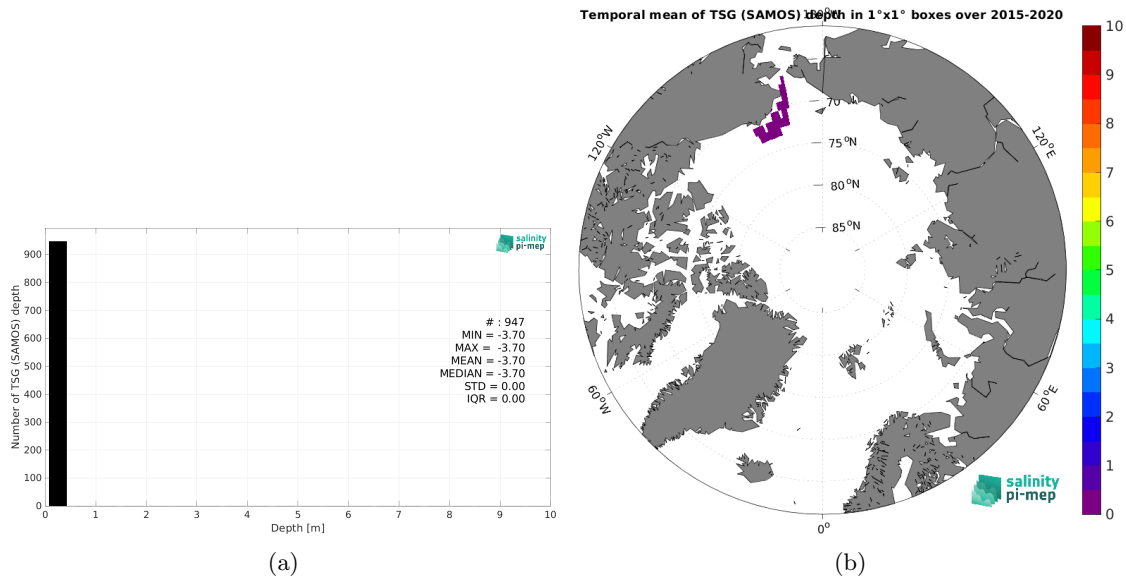 Temporal mean of TSG (SAMOS) depth in 1°x1° boxes over 2015-2020
180°W
120°W
120°E
60°W
60°E
0°
70°N
75°N
80°N
85°N
10
9
8
7
6
5
4
3
2
1
0
salinity
pi-mep
Number of TSG (SAMOS) depth
900
800
700
600
500
400
300
200
100
0
salinity
pi-mep
# : 947
MIN = -3.70
MAX = -3.70
MEAN = -3.70
MEDIAN = -3.70
STD = 0.00
IQR = 0.00
0 1 2 3 4 5 6 7 8 9 10
Depth [m]
(a)
(b)